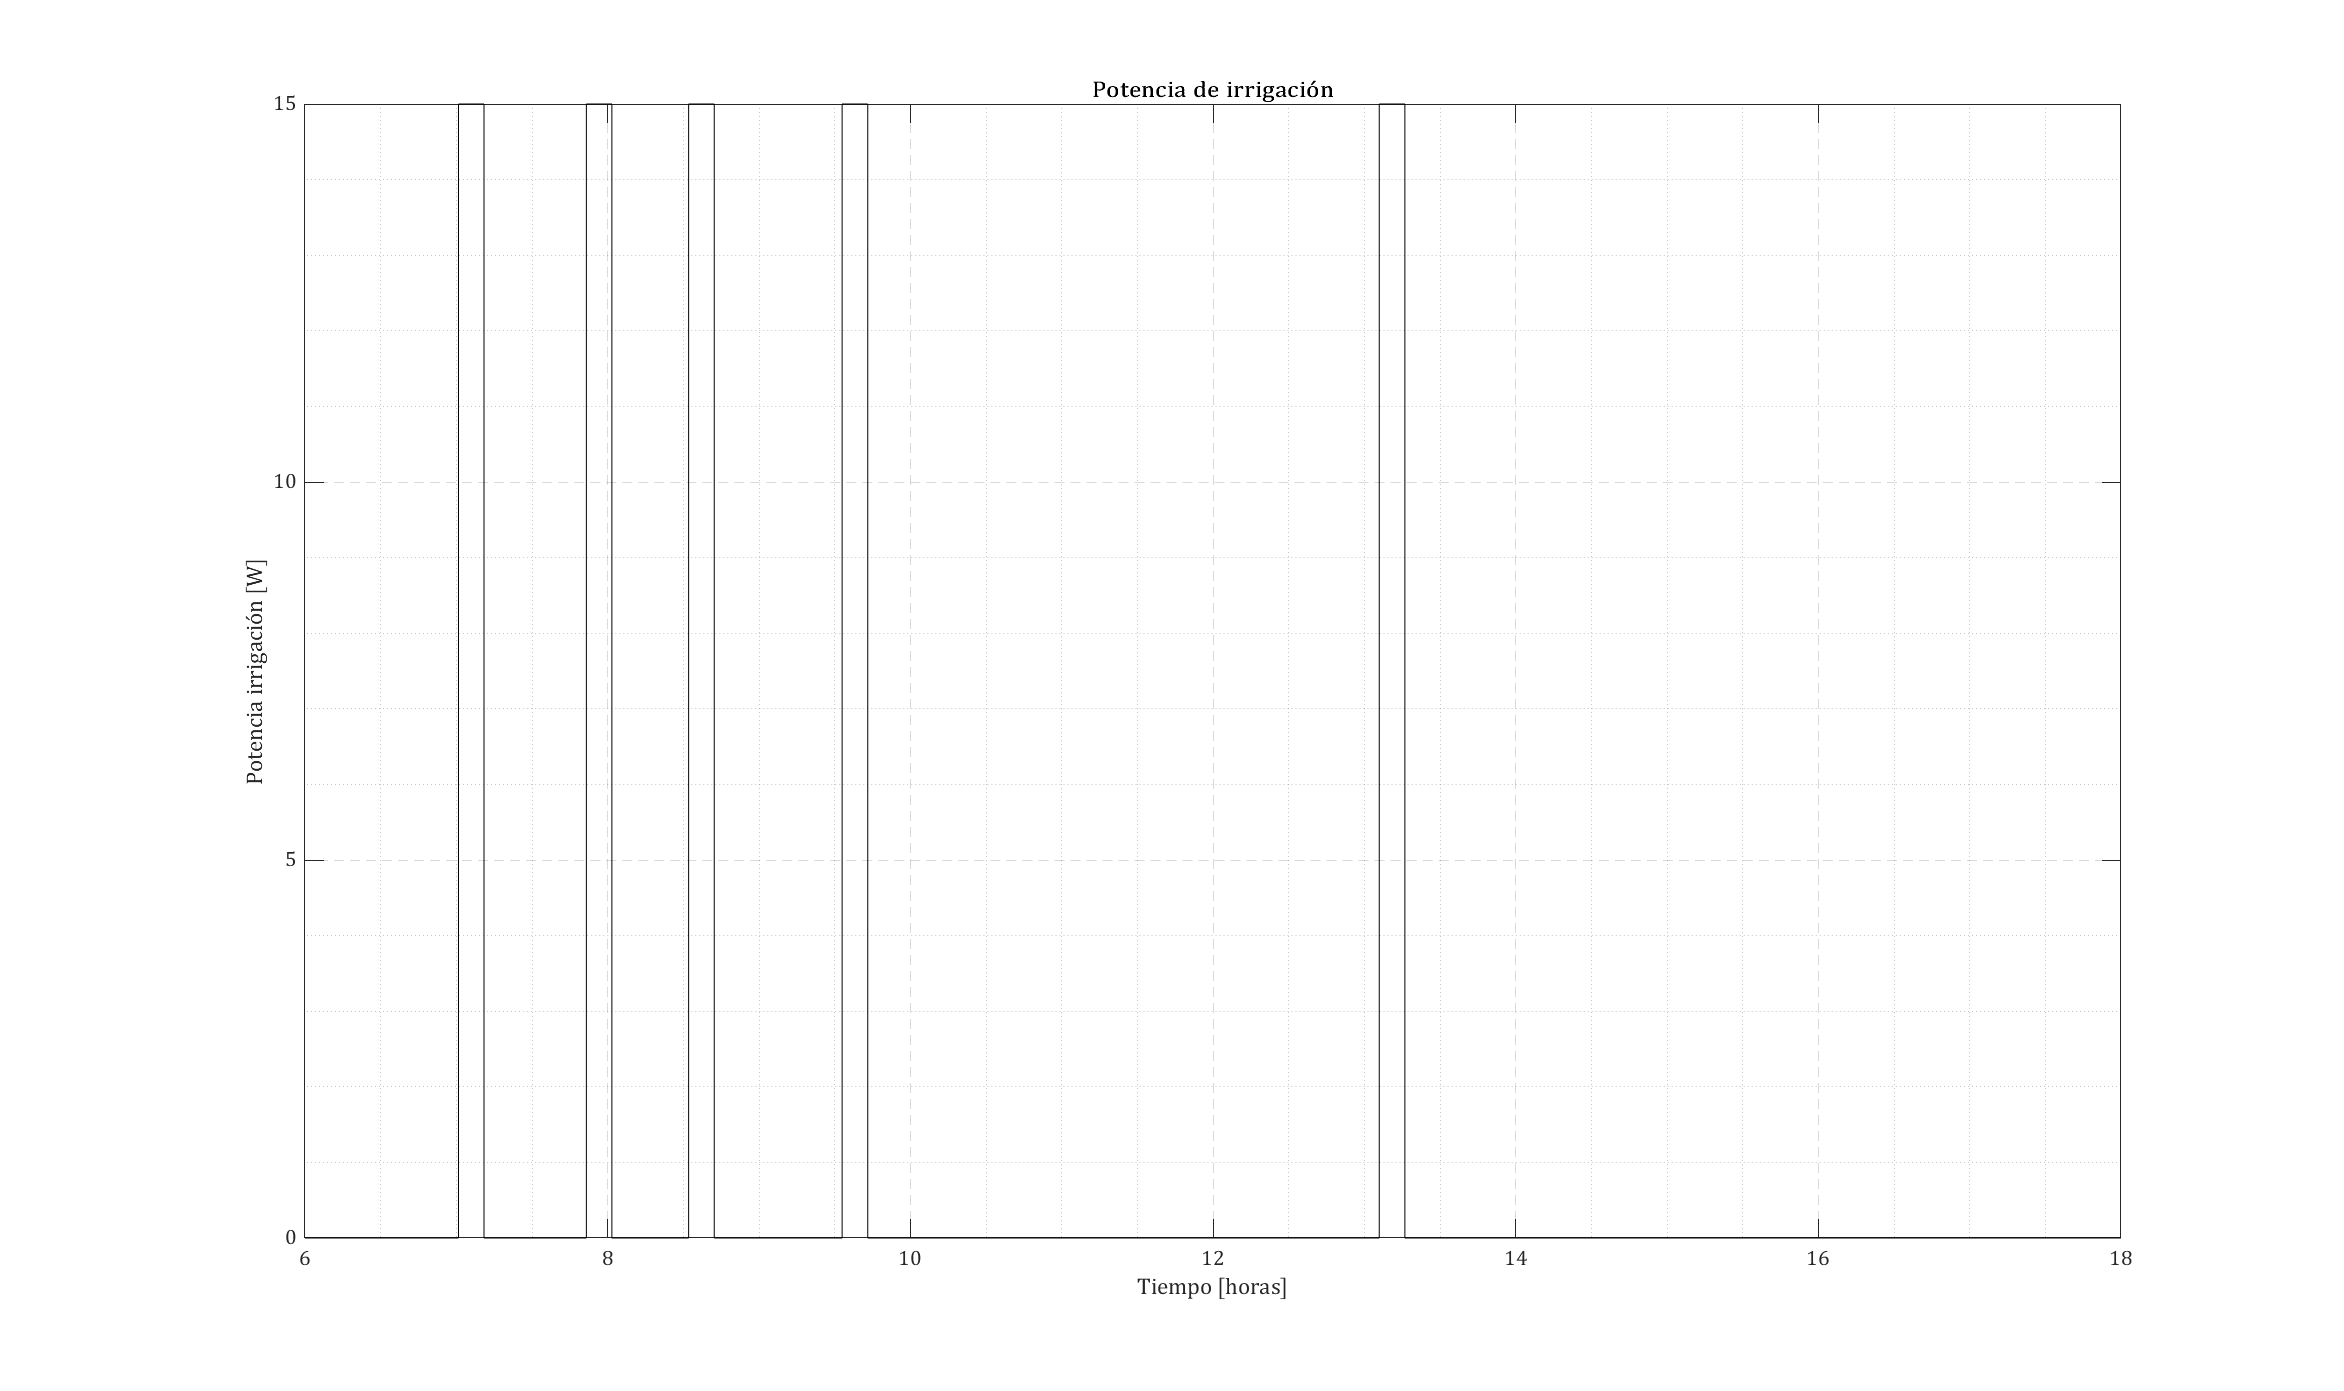 Potencia de irrigación
15
10
5
0
Potencia irrigación [W]
6 8 10 12 14 16 18
Tiempo [horas]